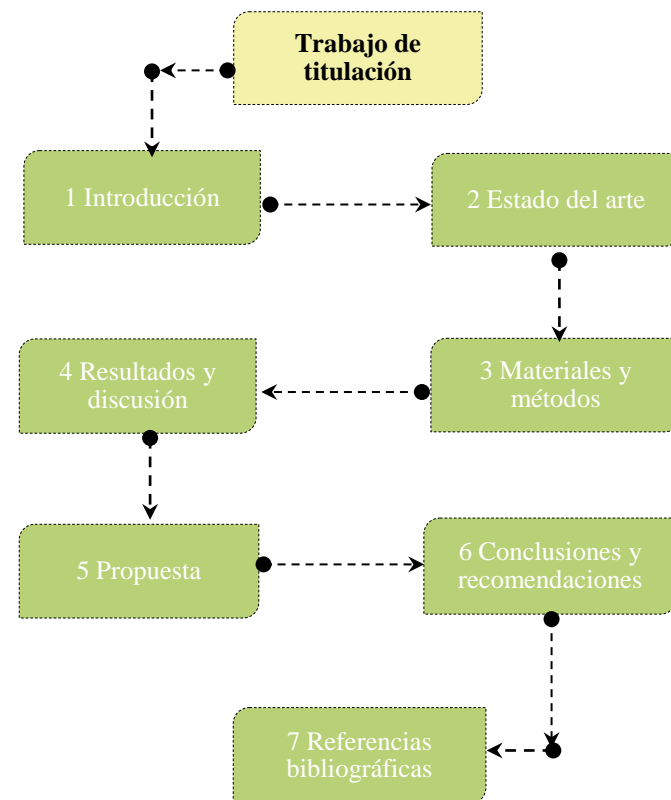 Trabajo de
titulación
1 Introducción
2 Estado del arte
3 Materiales y
métodos
4 Resultados y
discusión
5 Propuesta
6 Conclusiones y
recomendaciones
7 Referencias
bibliográficas